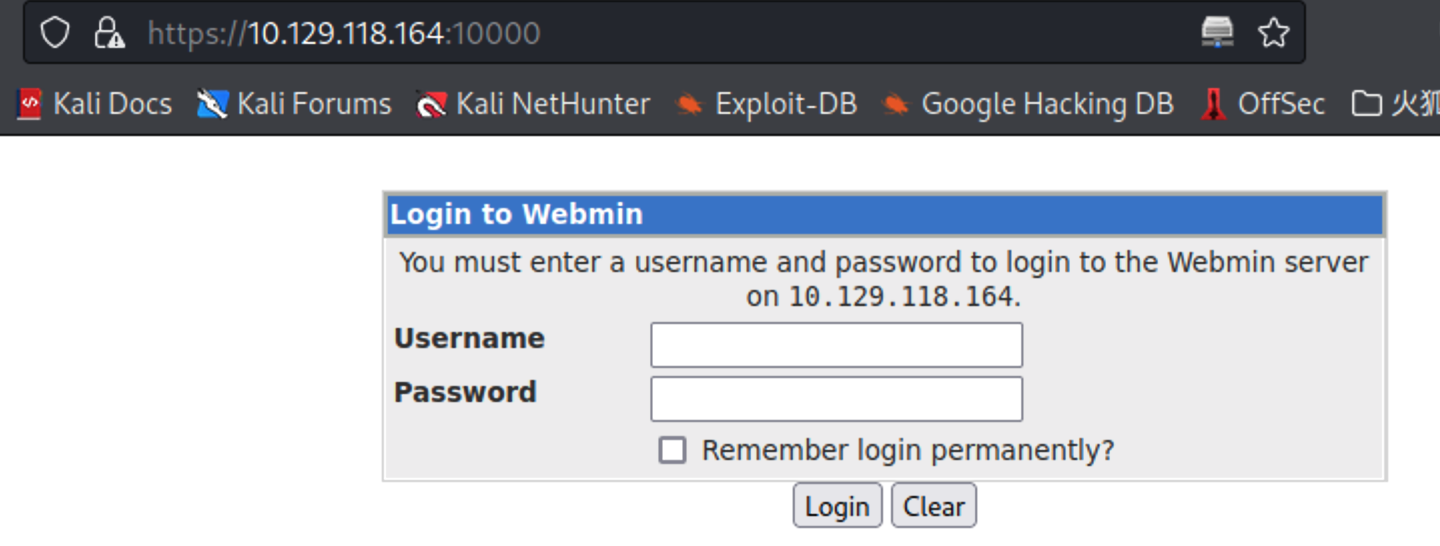 https://10.129.118.164:10000
Kali Docs Kali Forums Kali NetHunter Exploit-DB Google Hacking DB OffSec 火狐
Login to Webmin
You must enter a username and password to login to the Webmin server
on 10.129.118.164.
Username
Password
Remember login permanently?
Login Clear